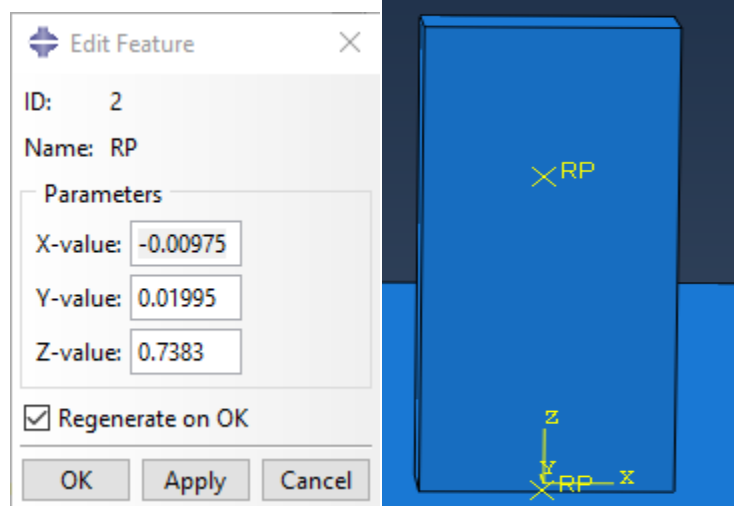 Edit Feature
ID: 2
Name: RP
Parameters
X-value: -0.00975
Y-value: 0.01995
Z-value: 0.7383
Regenerate on OK
OK Apply Cancel
RP
Z
Y
RP X